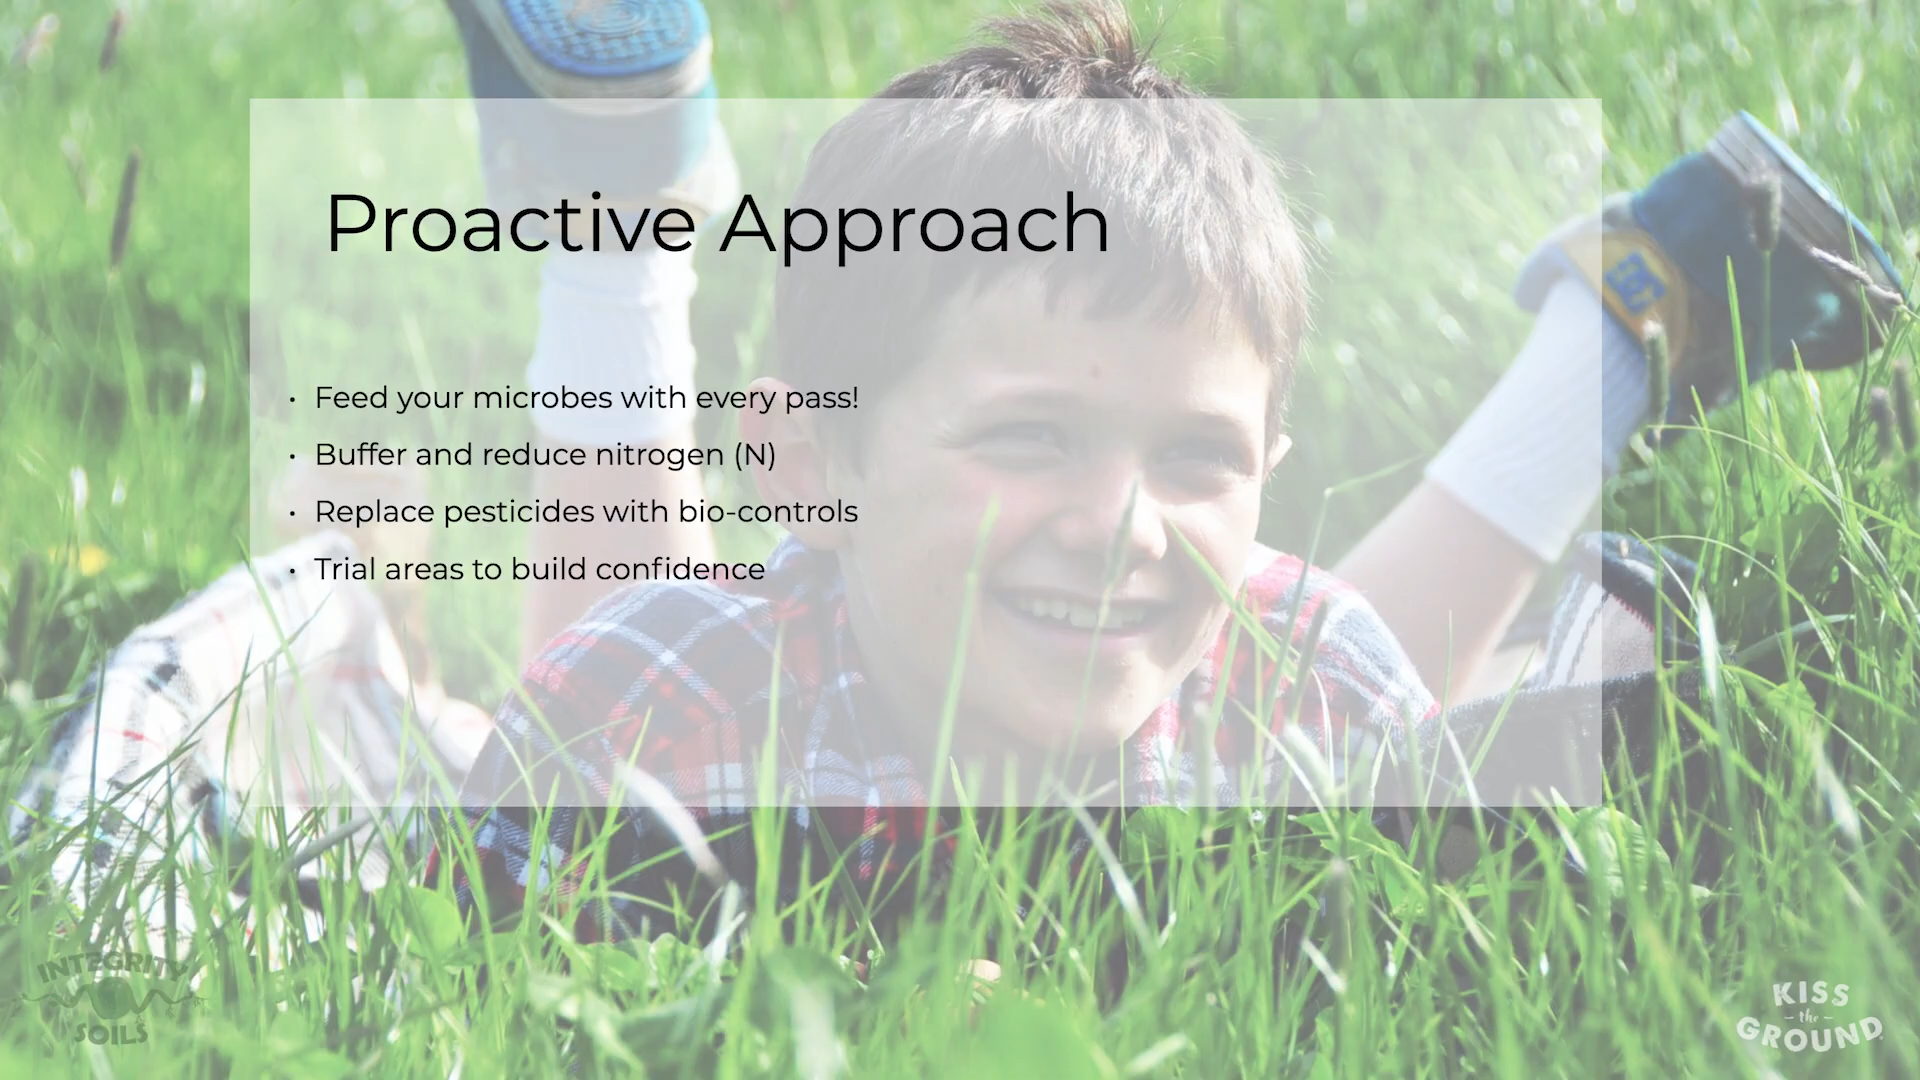 Proactive Approach
• Feed your microbes with every pass!
• Buffer and reduce nitrogen (N)
• Replace pesticides with bio-controls
• Trial areas to build confidence
INTEGRITY
SOILS
KISS
- the -
GROUND